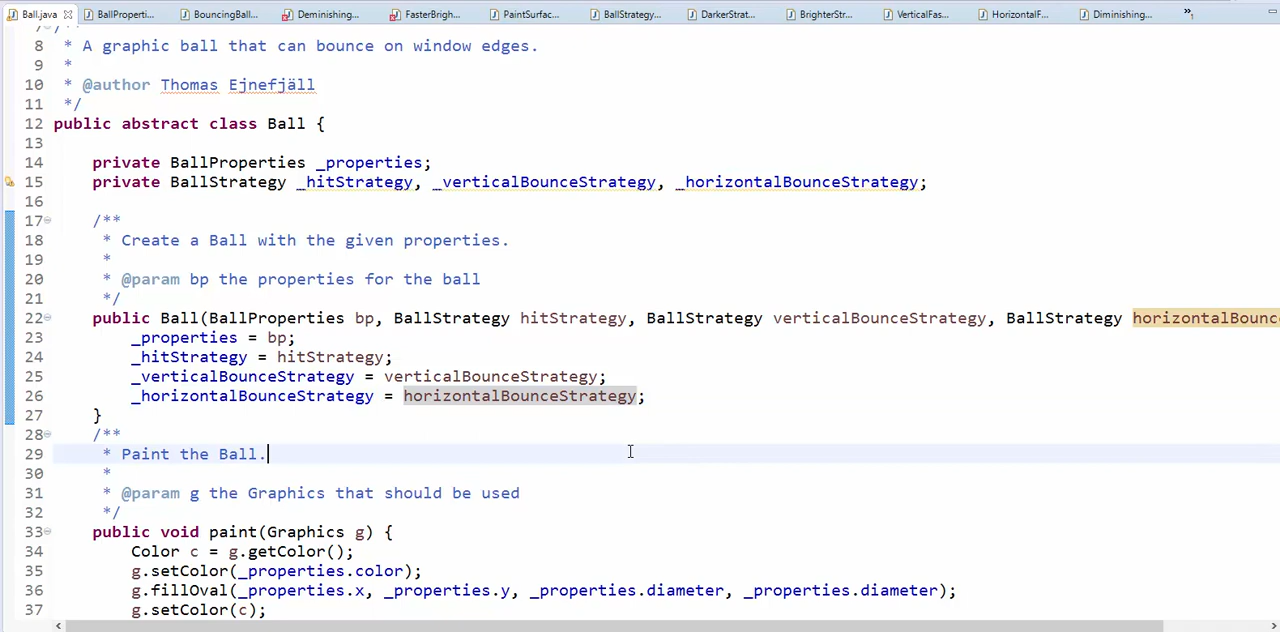 Ball.java BallProperti... BouncingBall... Deminishing... FasterBrigh... PaintSurfac... BallStrategy... DarkerStrat... BrighterStr... VerticalFas... HorizontalF... Diminishing... »1
7 /**
8 * A graphic ball that can bounce on window edges.
9 *
10 * @author Thomas Ejnefjäll
11 */
12 public abstract class Ball {
13
14 private BallProperties _properties;
15 private BallStrategy _hitStrategy, _verticalBounceStrategy, _horizontalBounceStrategy;
16
17 /**
18 * Create a Ball with the given properties.
19 *
20 * @param bp the properties for the ball
21 */
22 public Ball(BallProperties bp, BallStrategy hitStrategy, BallStrategy verticalBounceStrategy, BallStrategy horizontalBounc
23 _properties = bp;
24 _hitStrategy = hitStrategy;
25 _verticalBounceStrategy = verticalBounceStrategy;
26 _horizontalBounceStrategy = horizontalBounceStrategy;
27 }
28 /**
29 * Paint the Ball.
30 *
31 * @param g the Graphics that should be used
32 */
33 public void paint(Graphics g) {
34 Color c = g.getColor();
35 g.setColor(_properties.color);
36 g.fillOval(_properties.x, _properties.y, _properties.diameter, _properties.diameter);
37 g.setColor(c);